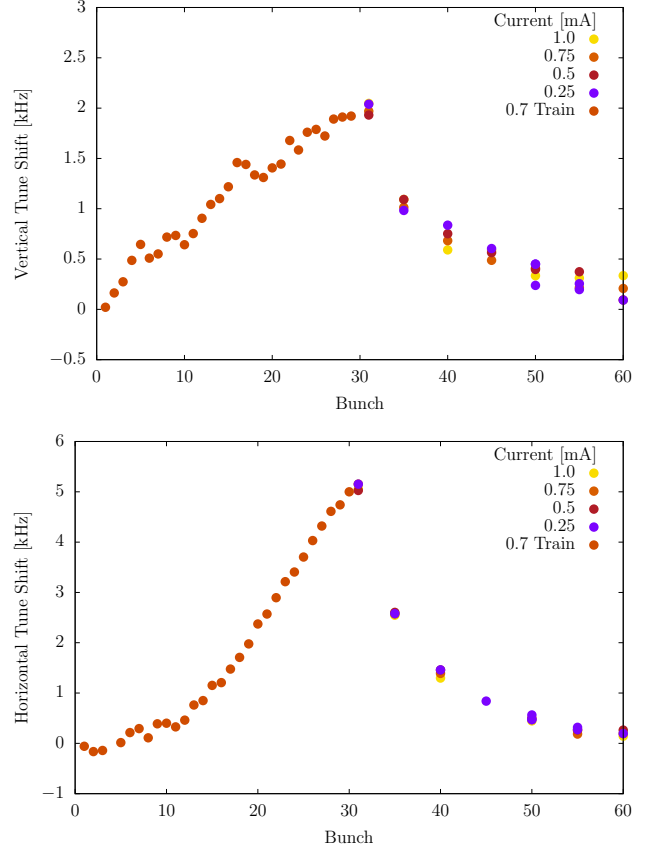 3
2.5
2
1.5
1
0.5
0
−0.5
Vertical Tune Shift [kHz]
Current [mA]
1.0
0.75
0.5
0.25
0.7 Train
0 10 20 30 40 50 60
Bunch
6
5
4
3
2
1
0
−1
Horizontal Tune Shift [kHz]
Current [mA]
1.0
0.75
0.5
0.25
0.7 Train
0 10 20 30 40 50 60
Bunch